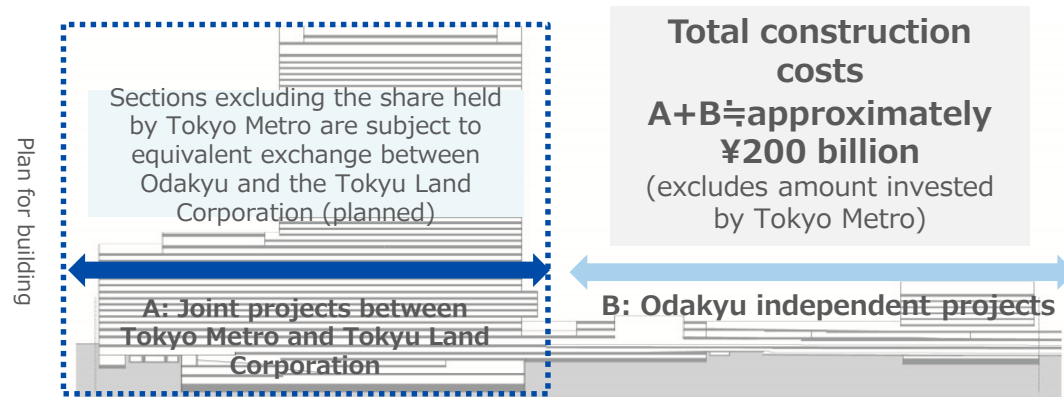 Plan for building
Sections excluding the share held
by Tokyo Metro are subject to
equivalent exchange between
Odakyu and the Tokyu Land
Corporation (planned)
Total construction
costs
A+B≒approximately
¥200 billion
(excludes amount invested
by Tokyo Metro)
A: Joint projects between
Tokyo Metro and Tokyu Land
Corporation
B: Odakyu independent projects